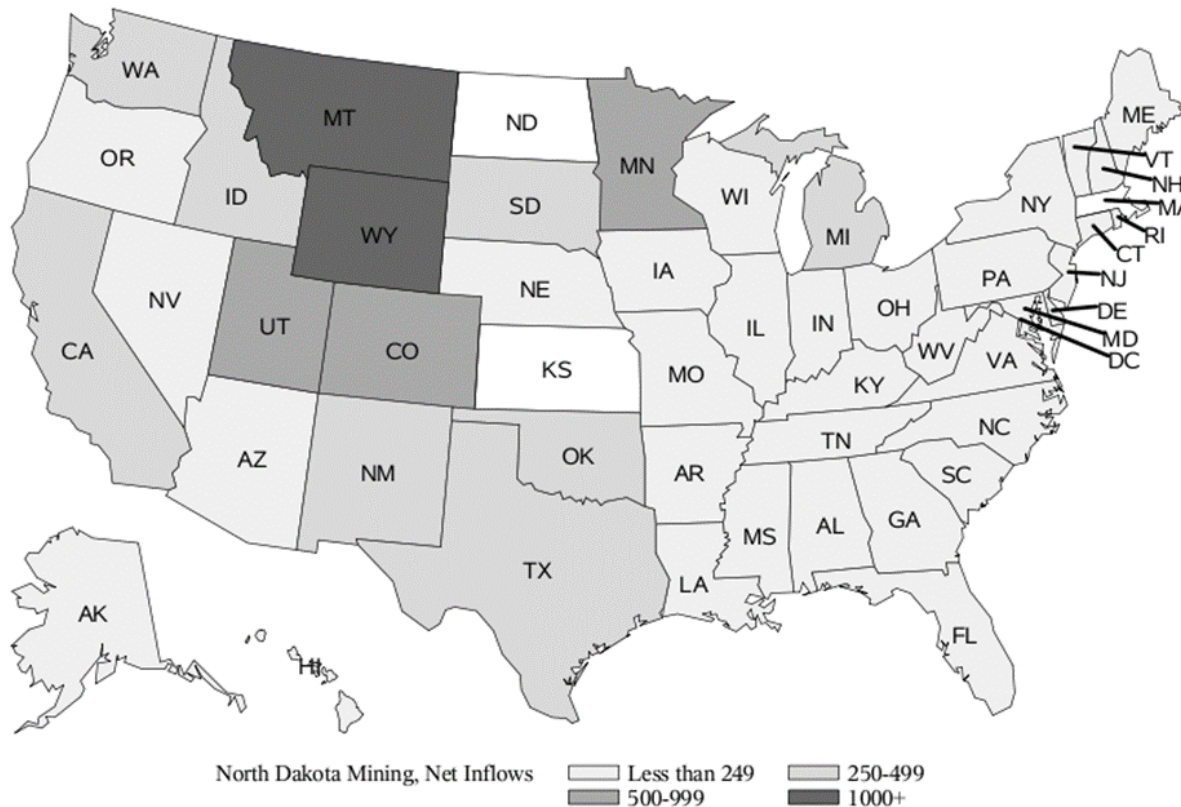 WA
MT
ND
MN
ME
OR
ID
SD
WI
VT
NH
MA
NY
RI
CT
WY
MI
IA
NE
PA
NJ
NV
UT
CO
IL
IN
OH
DE
MD
DC
CA
KS
MO
WV
VA
KY
NC
TN
AZ
NM
OK
AR
SC
MS
AL
GA
TX
LA
AK
HI
FL
North Dakota Mining, Net Inflows
Less than 249
250-499
500-999
1000+